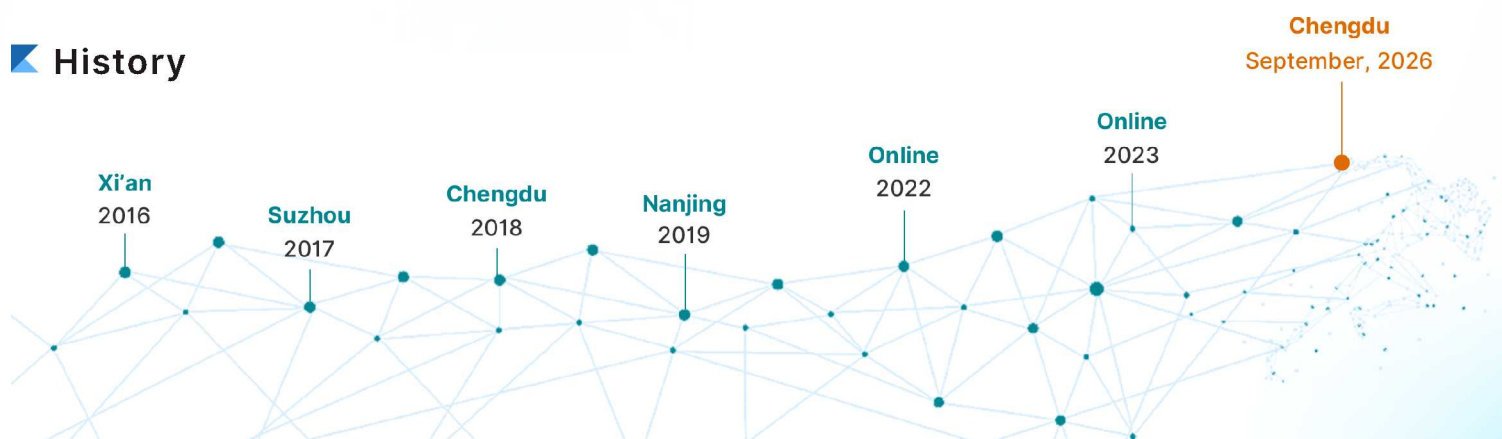 History
Xi’an
2016
Suzhou
2017
Chengdu
2018
Nanjing
2019
Online
2022
Online
2023
Chengdu
September, 2026